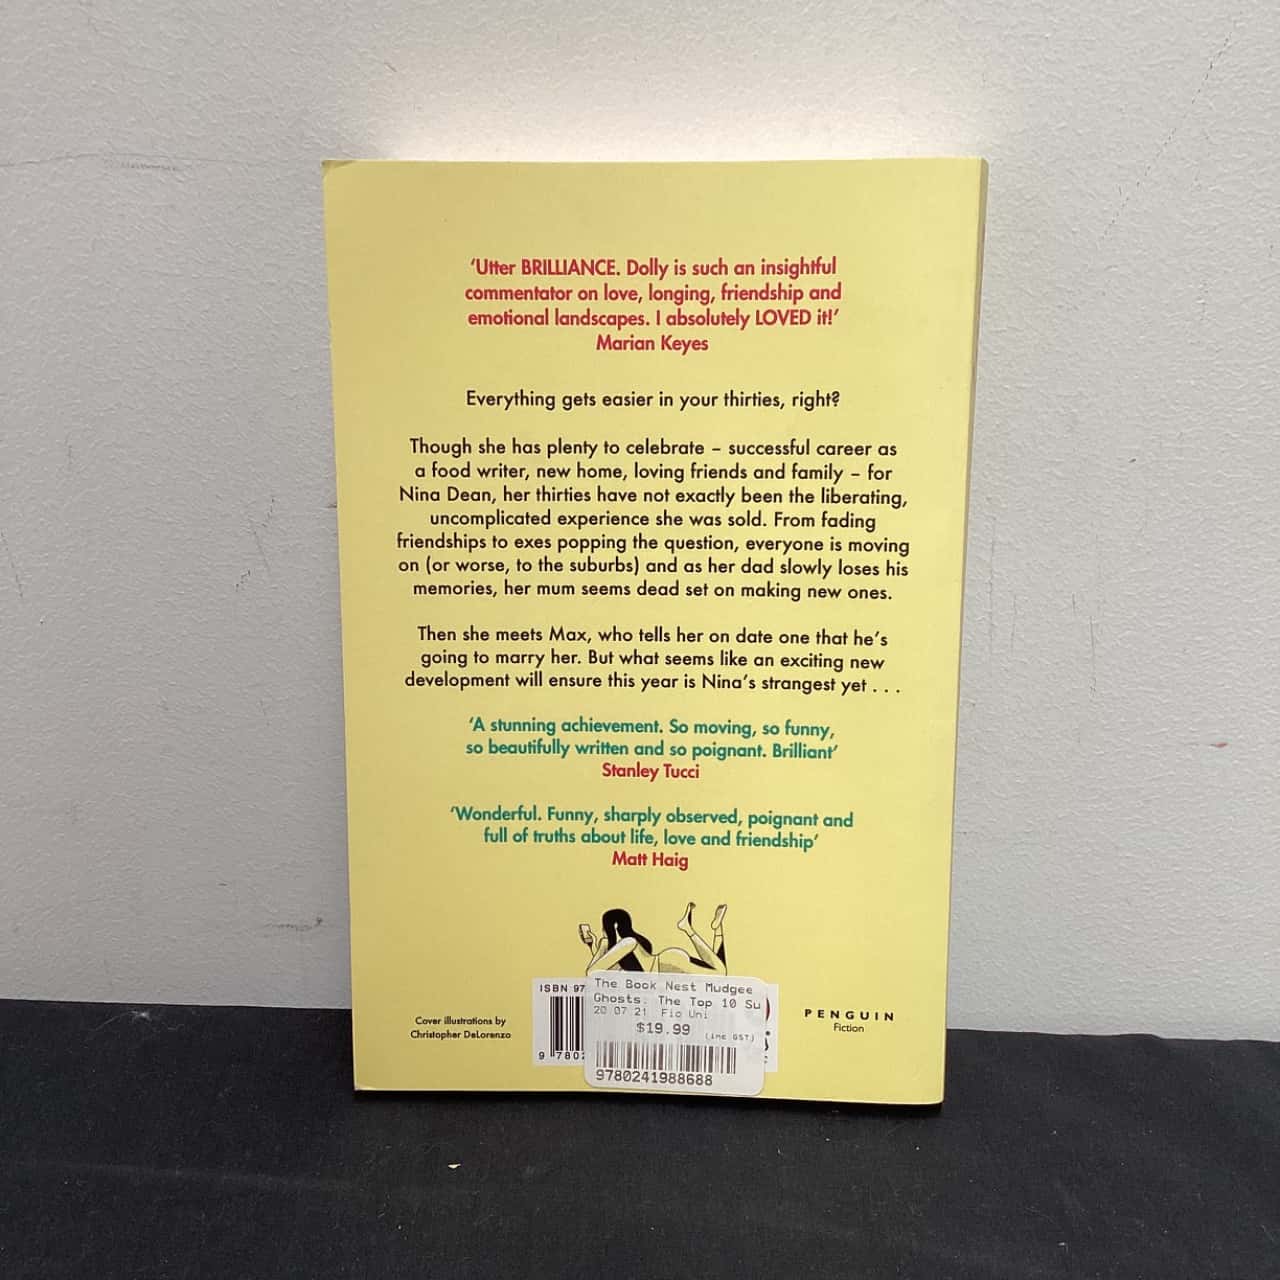 ‘Utter BRILLIANCE. Dolly is such an insightful
commentator on love, longing, friendship and
emotional landscapes. I absolutely LOVED it!’
Marian Keyes
Everything gets easier in your thirties, right?
Though she has plenty to celebrate – successful career as
a food writer, new home, loving friends and family – for
Nina Dean, her thirties have not exactly been the liberating,
uncomplicated experience she was sold. From fading
friendships to exes popping the question, everyone is moving
on (or worse, to the suburbs) and as her dad slowly loses his
memories, her mum seems dead set on making new ones.
Then she meets Max, who tells her on date one that he’s
going to marry her. But what seems like an exciting new
development will ensure this year is Nina’s strangest yet . . .
‘A stunning achievement. So moving, so funny,
so beautifully written and so poignant. Brilliant’
Stanley Tucci
‘Wonderful. Funny, sharply observed, poignant and
full of truths about life, love and friendship’
Matt Haig
Cover illustrations by
Christopher DeLorenzo
ISBN 97
9 7802
The Book Nest Mudgee
Ghosts: The Top 10 Su
20 07 21 Fic Uni
$19.99 (inc GST)
9780241988688
PENGUIN
Fiction